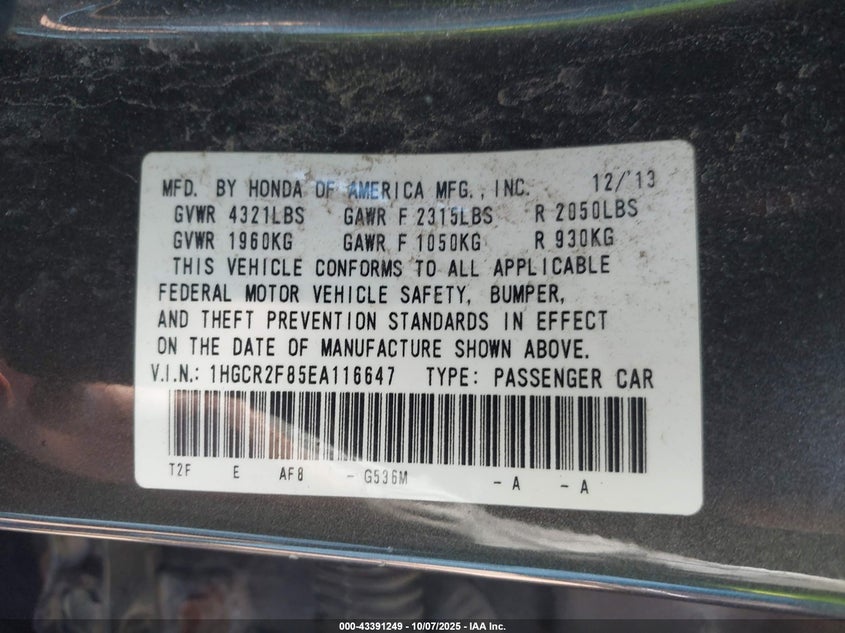 MFD. BY HONDA OF AMERICA MFG., INC. 12/'13
GVWR 4321LBS GAWR F 2315LBS R 2050LBS
GVWR 1960KG GAWR F 1050KG R 930KG
THIS VEHICLE CONFORMS TO ALL APPLICABLE
FEDERAL MOTOR VEHICLE SAFETY, BUMPER,
AND THEFT PREVENTION STANDARDS IN EFFECT
ON THE DATE OF MANUFACTURE SHOWN ABOVE.
V.I.N.: 1HGCR2F85EA116647 TYPE: PASSENGER CAR
T2F E AF8 - G536M - A - A
000-43391249 | 10/07/2025 - IAA Inc.